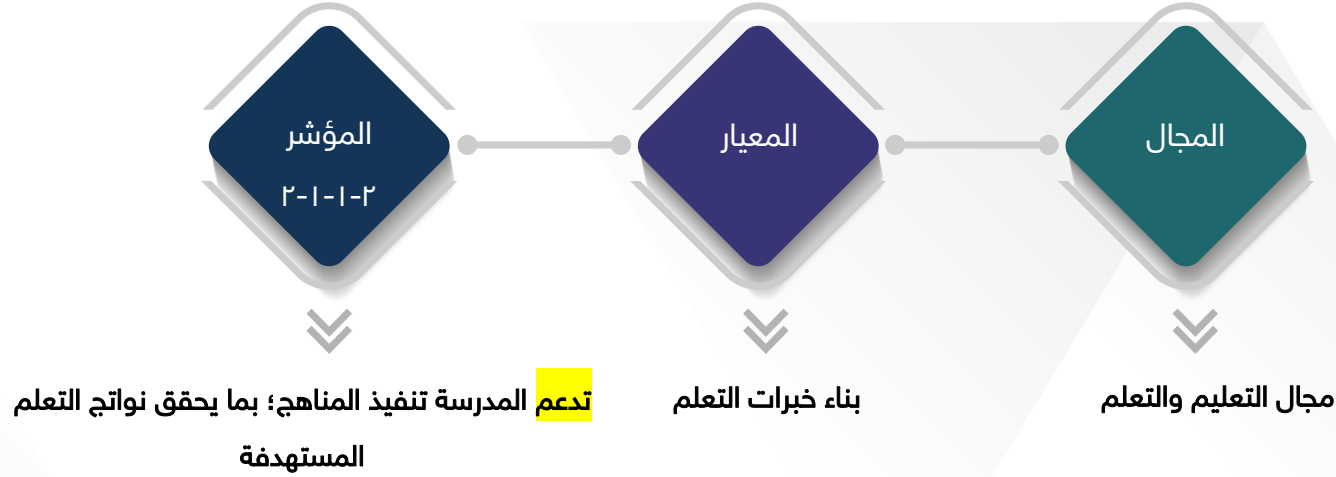 المجال
المعيار
المؤشر
٢-١-١-٢
مجال التعليم والتعلم
بناء خبرات التعلم
تدعم المدرسة تنفيذ المناهج؛ بما يحقق نواتج التعلم
المستهدفة